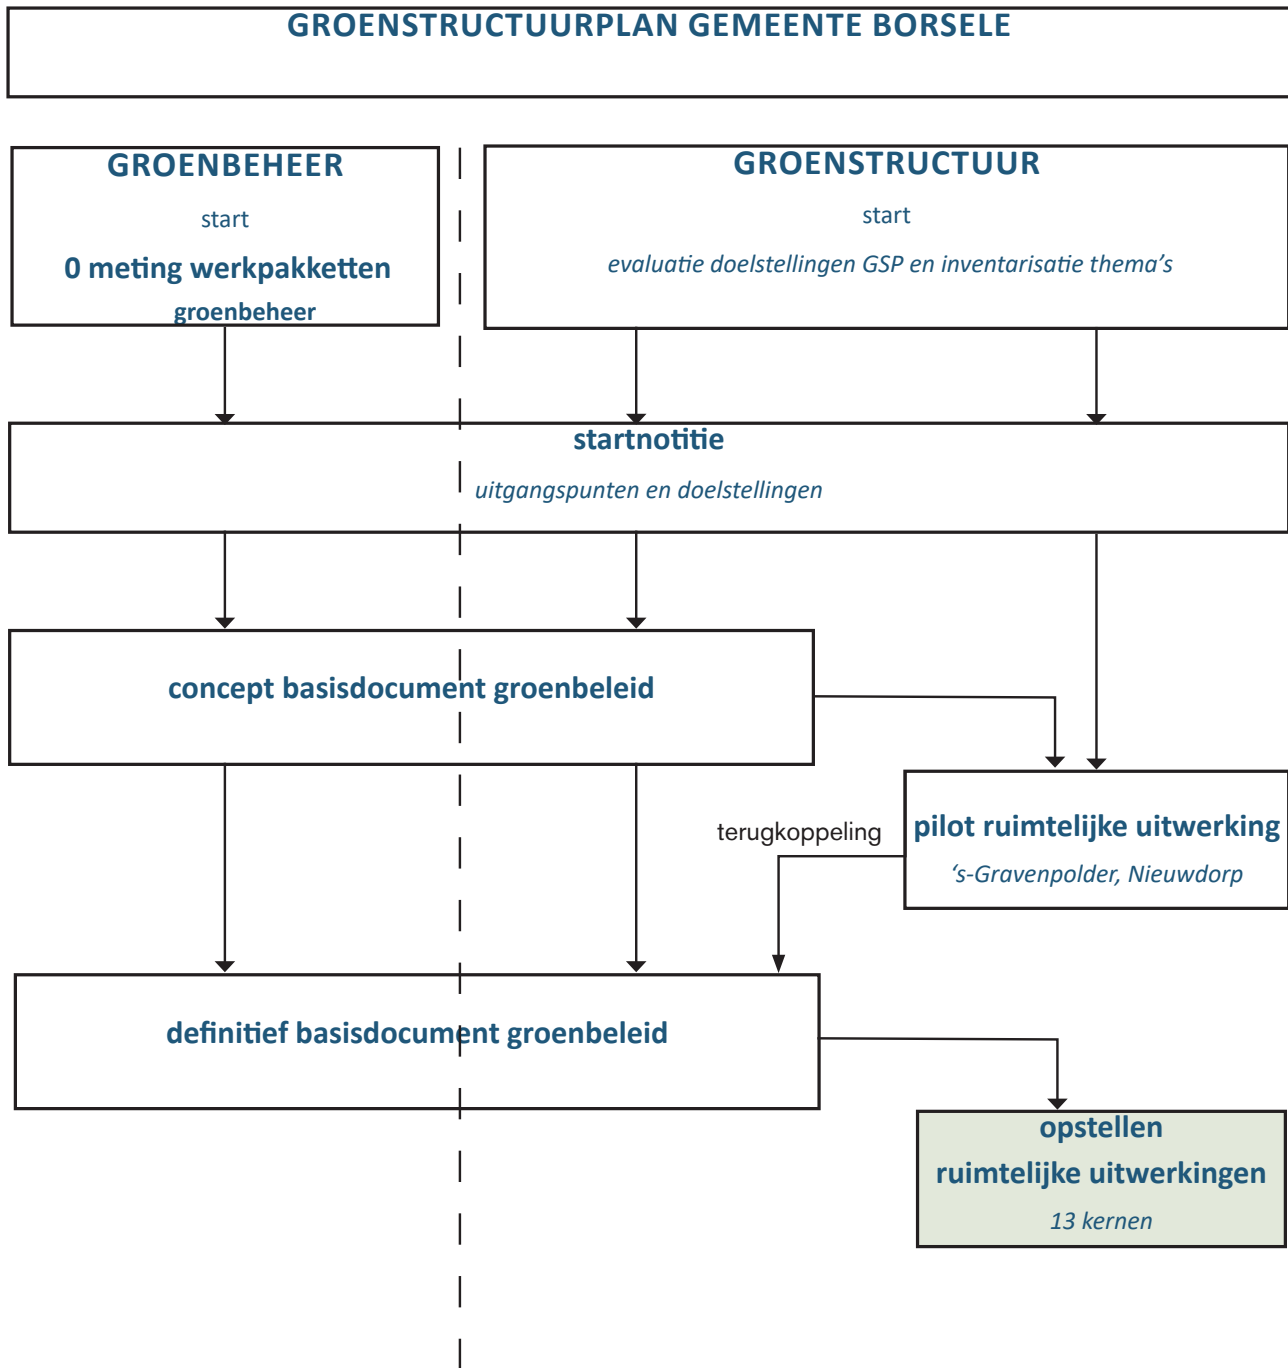 GROENSTRUCTUURPLAN GEMEENTE BORSELE
GROENBEHEER
start
0 meting werkpakketten
groenbeheer
GROENSTRUCTUUR
start
evaluatie doelstellingen GSP en inventarisatie thema's
startnotitie
uitgangspunten en doelstellingen
concept basisdocument groenbeleid
pilot ruimtelijke uitwerking
‘s-Gravenpolder, Nieuwdorp
terugkoppeling
definitief basisdocument groenbeleid
opstellen
ruimtelijke uitwerkingen
13 kernen